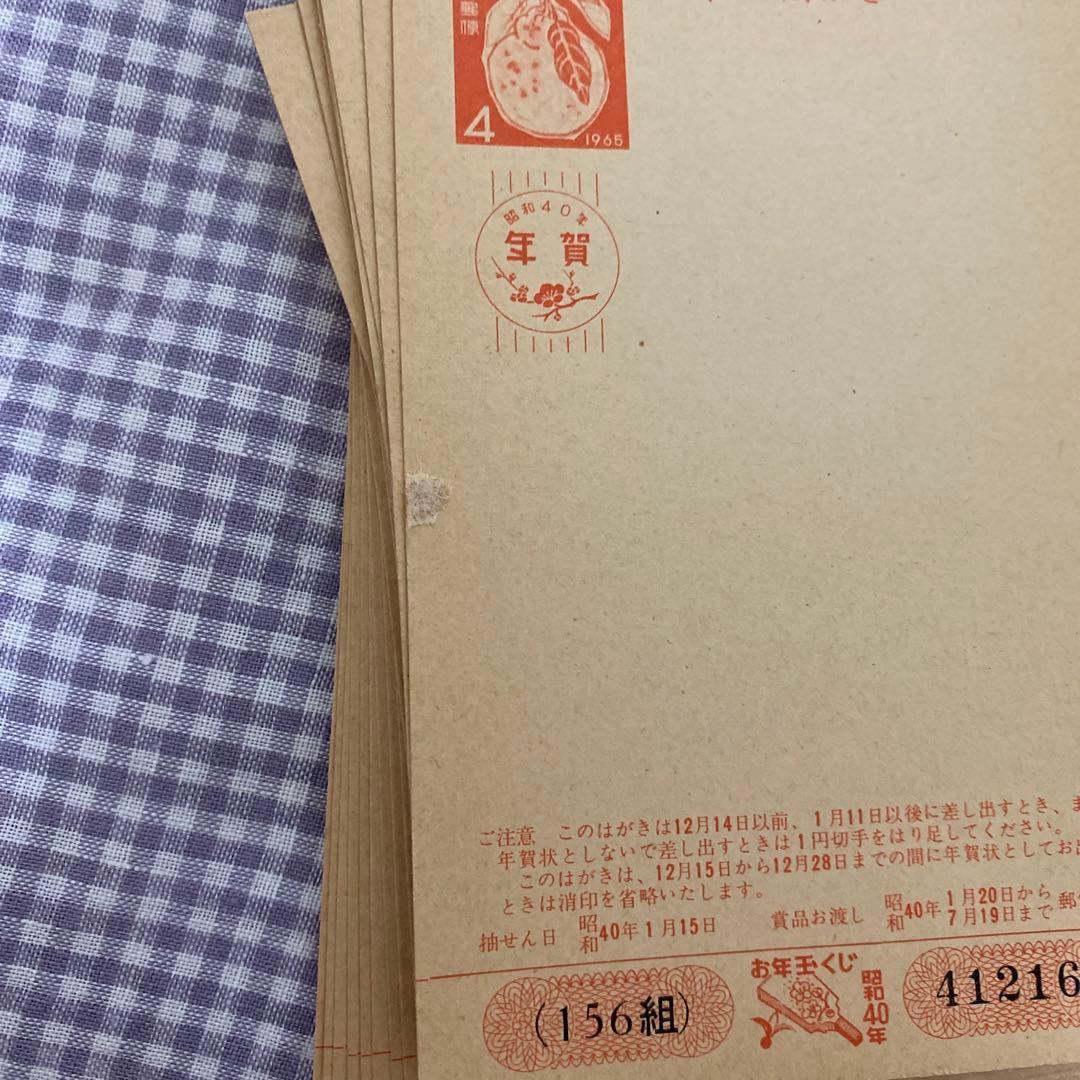 郵便
4
1965
昭和40年
年賀
ご注意　このはがきは12月14日以前、1月11日以後に差し出すとき、ま
年賀状としないで差し出すときは1円切手をはり足してください。
このはがきは、12月15日から12月28日までの間に年賀状としてお出
ときは消印を省略いたします。
抽せん日　昭和40年1月15日　賞品お渡し　昭和40年1月20日から7月19日まで　郵
お年玉くじ
昭和40年
(156組)
41216